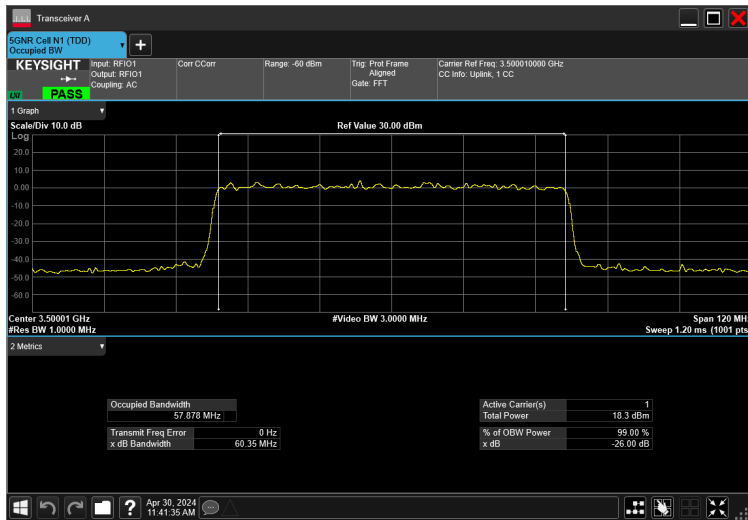 Transceiver A
5GNR Cell N1 (TDD)
Occupied BW
+
KEYSIGHT
LXI
PASS
Input: RFIO1
Output: RFIO1
Coupling: AC
Corr CCorr
Range: -60 dBm
Trig: Prot Frame
Aligned
Gate: FFT
Carrier Ref Freq: 3.500010000 GHz
CC Info: Uplink, 1 CC
1 Graph
Scale/Div 10.0 dB
Ref Value 30.00 dBm
Log
20.0
10.0
0.00
-10.0
-20.0
-30.0
-40.0
-50.0
-60.0
Center 3.50001 GHz
#Video BW 3.0000 MHz
Span 120 MH
#Res BW 1.0000 MHz
Sweep 1.20 ms (1001 pts
2 Metrics
Occupied Bandwidth
57.878 MHz
Transmit Freq Error 0 Hz
x dB Bandwidth 60.35 MHz
Active Carrier(s) 1
Total Power 18.3 dBm
% of OBW Power 99.00 %
x dB -26.00 dB
?
Apr 30, 2024
11:41:35 AM